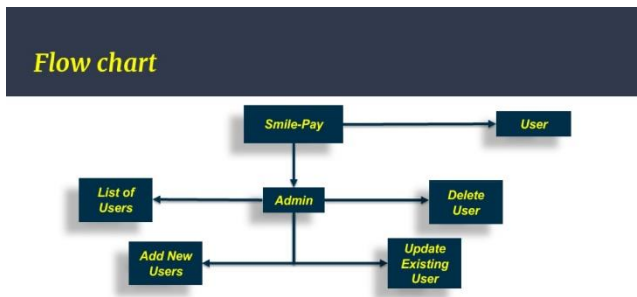 Flow chart
Smile-Pay
User
List of
Users
Admin
Delete
User
Add New
Users
Update
Existing
User